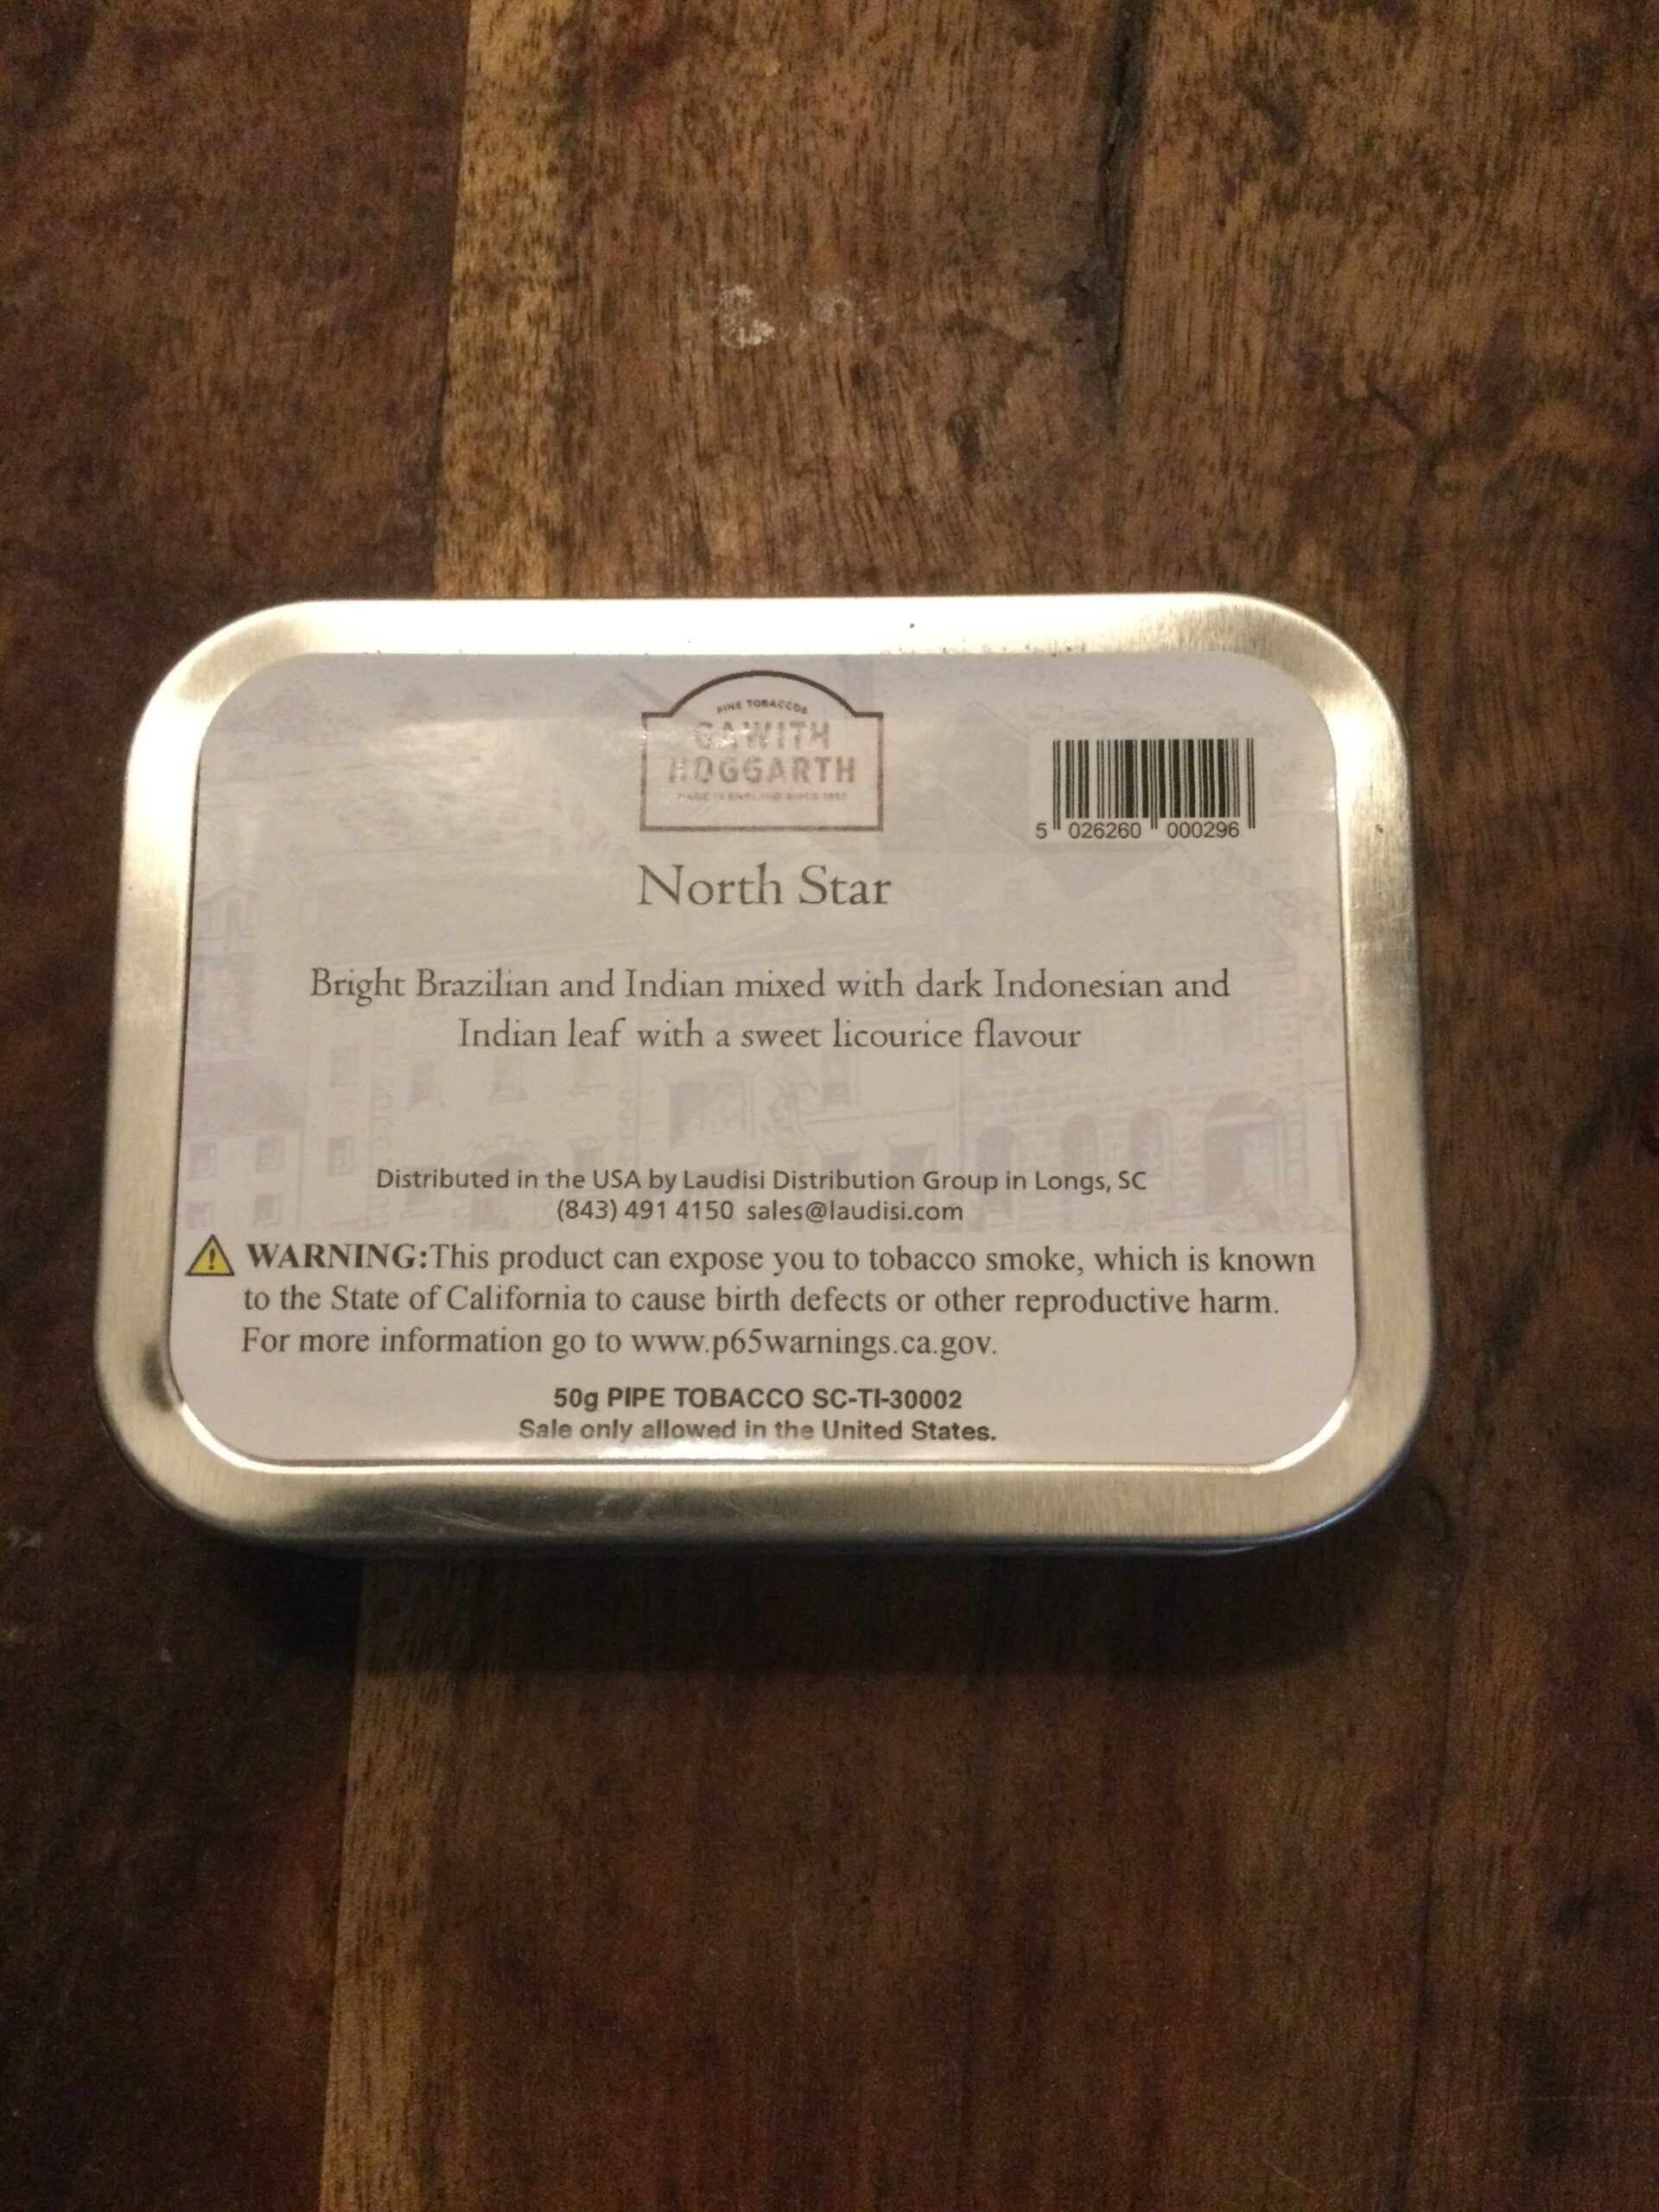 FINE TOBACCOS
GAWITH
HOGGARTH
MADE IN ENGLAND SINCE
5 026260 000296
North Star
Bright Brazilian and Indian mixed with dark Indonesian and
Indian leaf with a sweet licourice flavour
Distributed in the USA by Laudisi Distribution Group in Longs, SC
(843) 491 4150 sales@laudisi.com
WARNING:This product can expose you to tobacco smoke, which is known
to the State of California to cause birth defects or other reproductive harm.
For more information go to www.p65warnings.ca.gov.
50g PIPE TOBACCO SC-TI-30002
Sale only allowed in the United States.